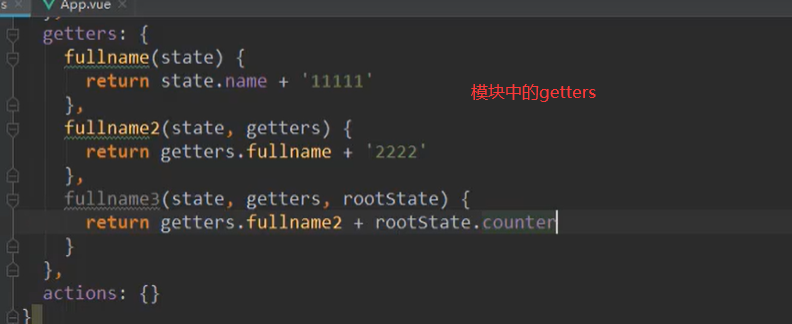 s × App.vue ×
},
getters: {
fullname(state) {
return state.name + '11111'
},
模块中的getters
fullname2(state, getters) {
return getters.fullname + '2222'
},
fullname3(state, getters, rootState) {
return getters.fullname2 + rootState.counter
}
},
actions: {}
}